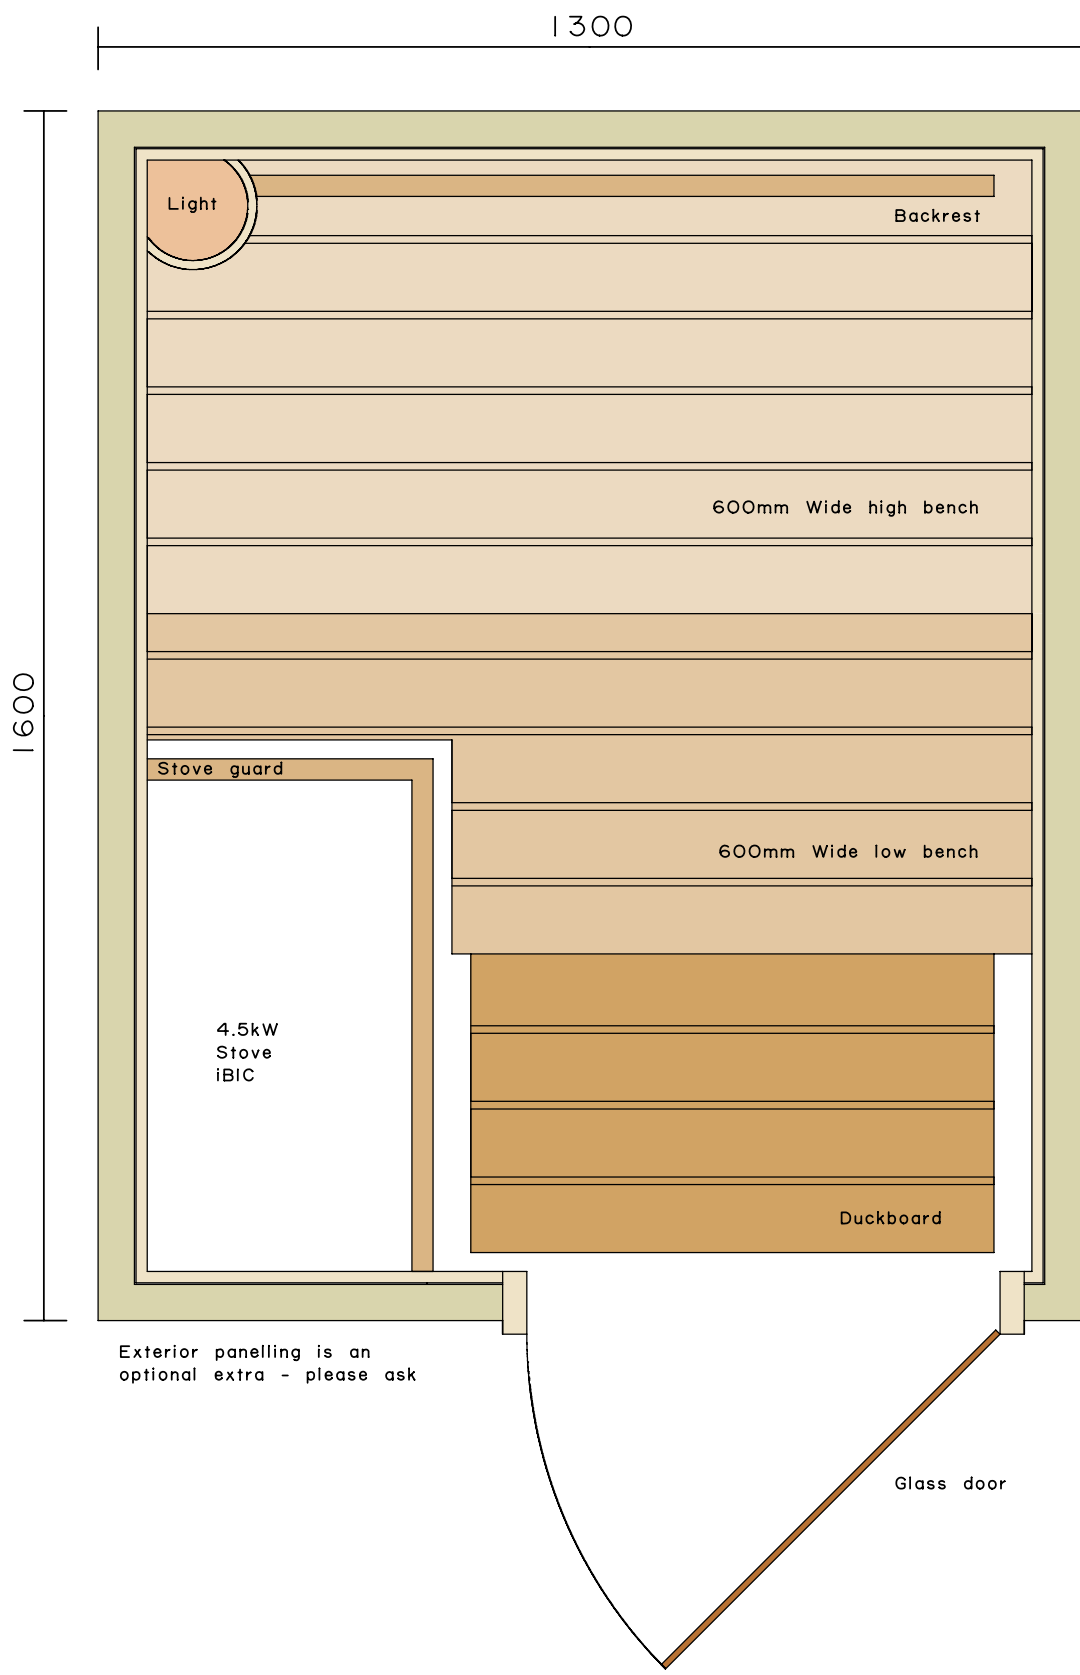 1300
Light
Backrest
600mm Wide high bench
1600
Stove guard
600mm Wide low bench
4.5kW
Stove
iBIC
Duckboard
Exterior panelling is an
optional extra - please ask
Glass door